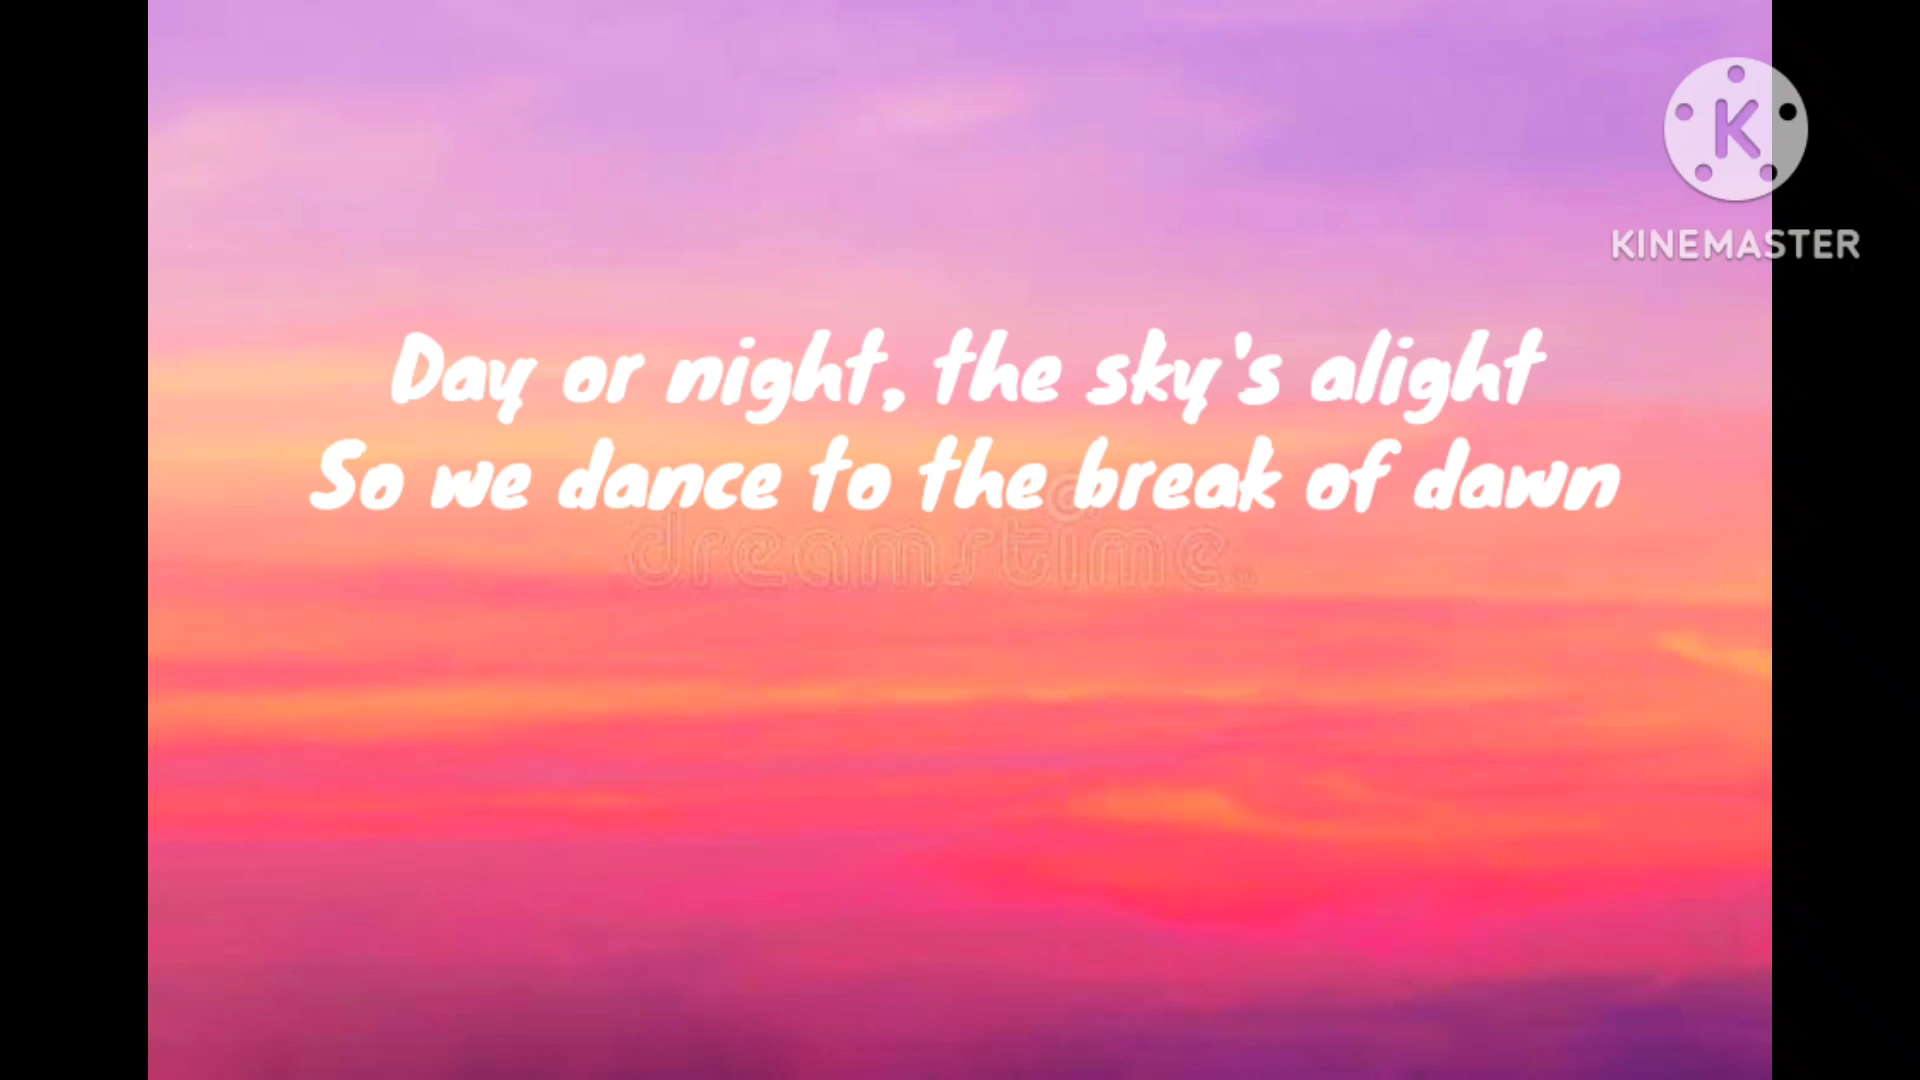 K
KINEMASTER
Day or night, the sky's alight
So we dance to the break of dawn
dreamstime